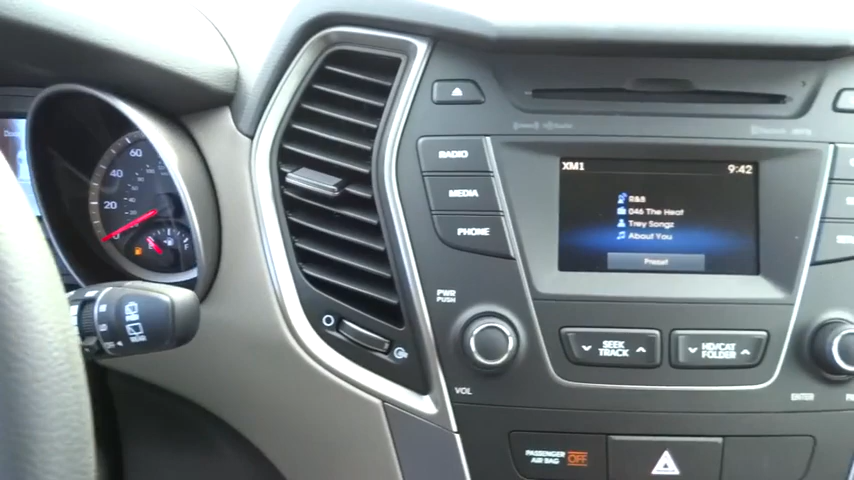 60
40
20
RADIO
MEDIA
PHONE
XM1
9:42
R&B
046 The Heat
Trey Songz
About You
Preset
PWR
PUSH
VOL
SEEK
TRACK
HD/CAT
FOLDER
ENTER
PASSENGER
AIR BAG
OFF